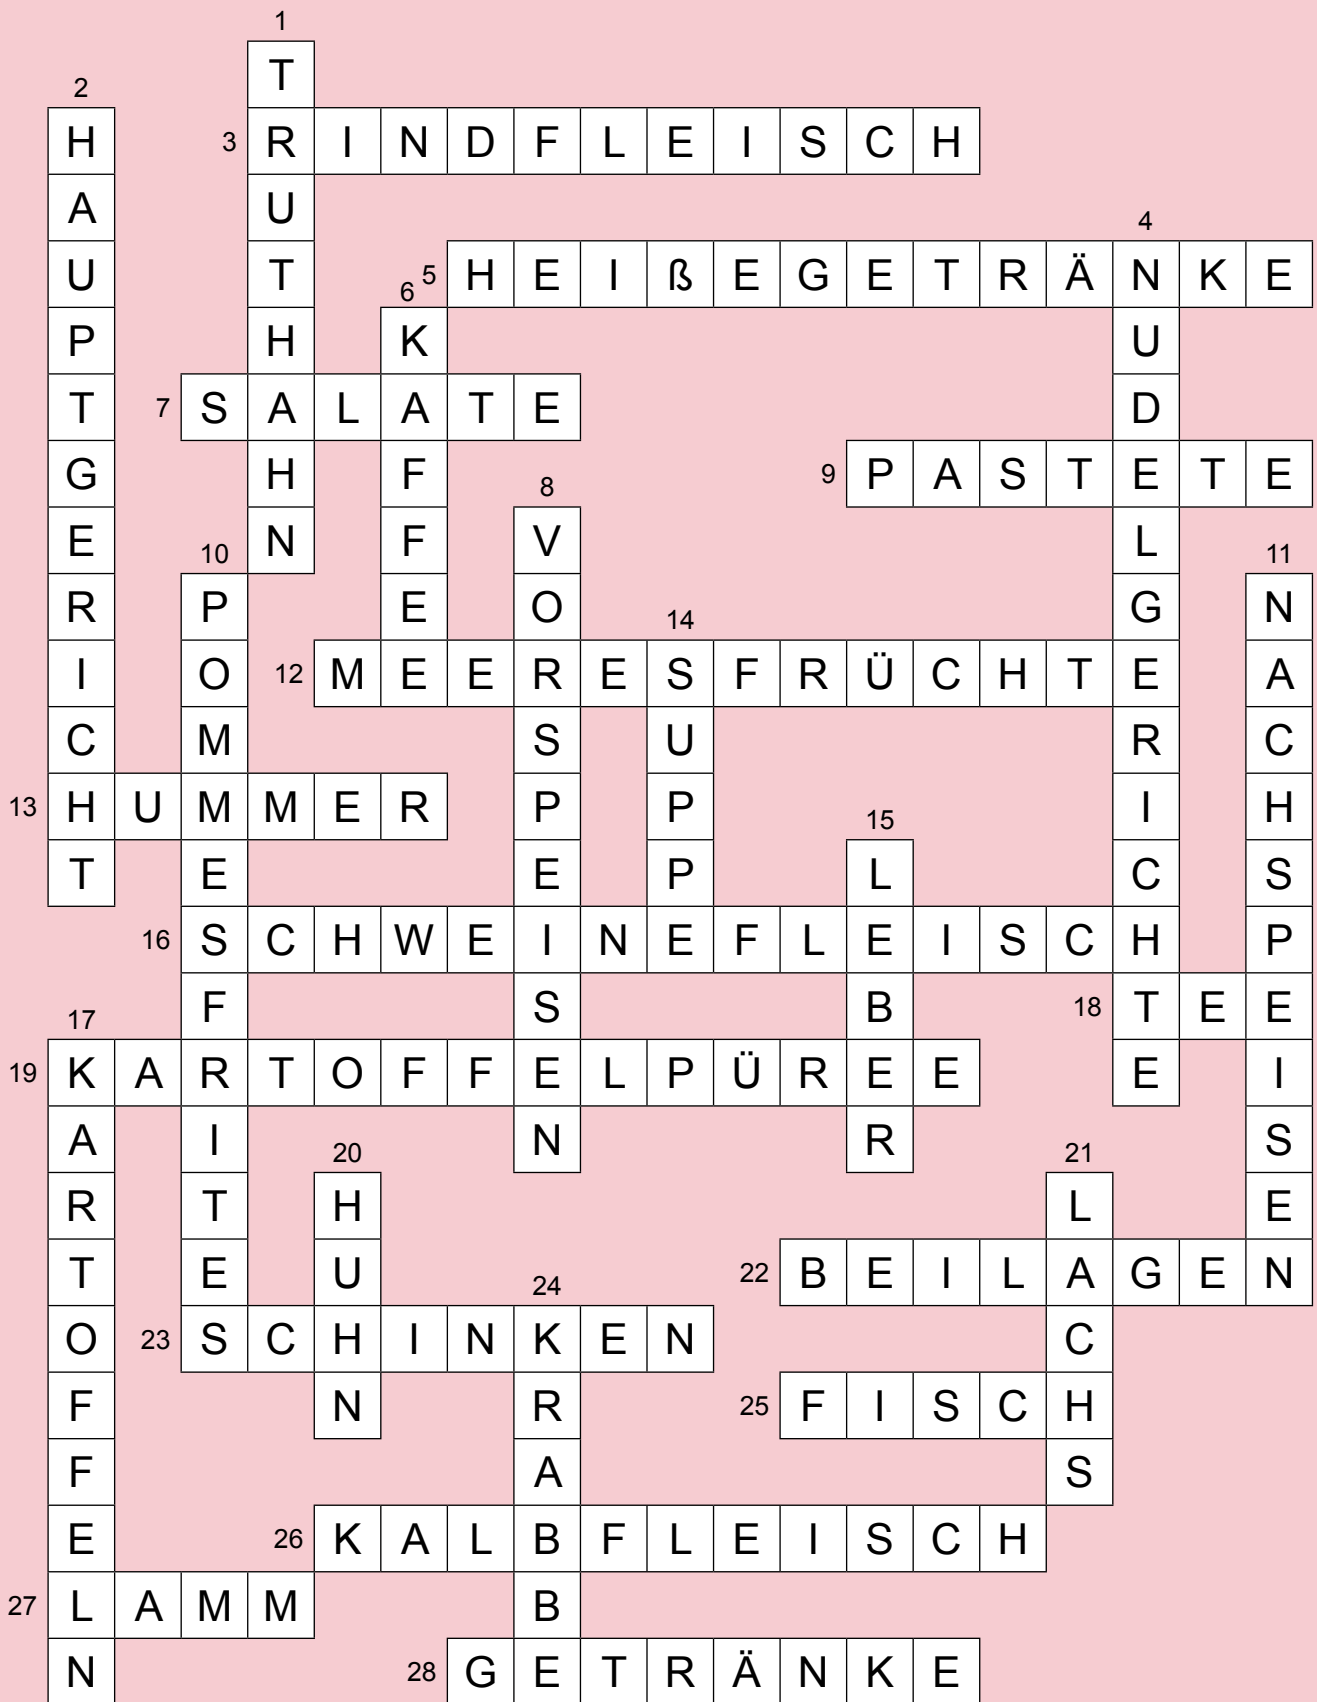 1
T
2
H 3 R I N D F L E I S C H
A U 4
U T 6 5 H E I ß E G E T R Ä N K E
P H K U
T 7 S A L A T E D
G H F 8 9 P A S T E T E
E 10 N F V L 11
R P E O 14 G N
I O 12 M E E R E S F R Ü C H T E A
C M S U R C
13 H U M M E R P P 15 I H
T E E P L C S
16 S C H W E I N E F L E I S C H P
17 F S B 18 T E E
19 K A R T O F F E L P Ü R E E E I
A I 20 N R 21 S
R T H L E
T E U 24 22 B E I L A G E N
O 23 S C H I N K E N C
F N R 25 F I S C H
F A S
E 26 K A L B F L E I S C H
27 L A M M B
N 28 G E T R Ä N K E